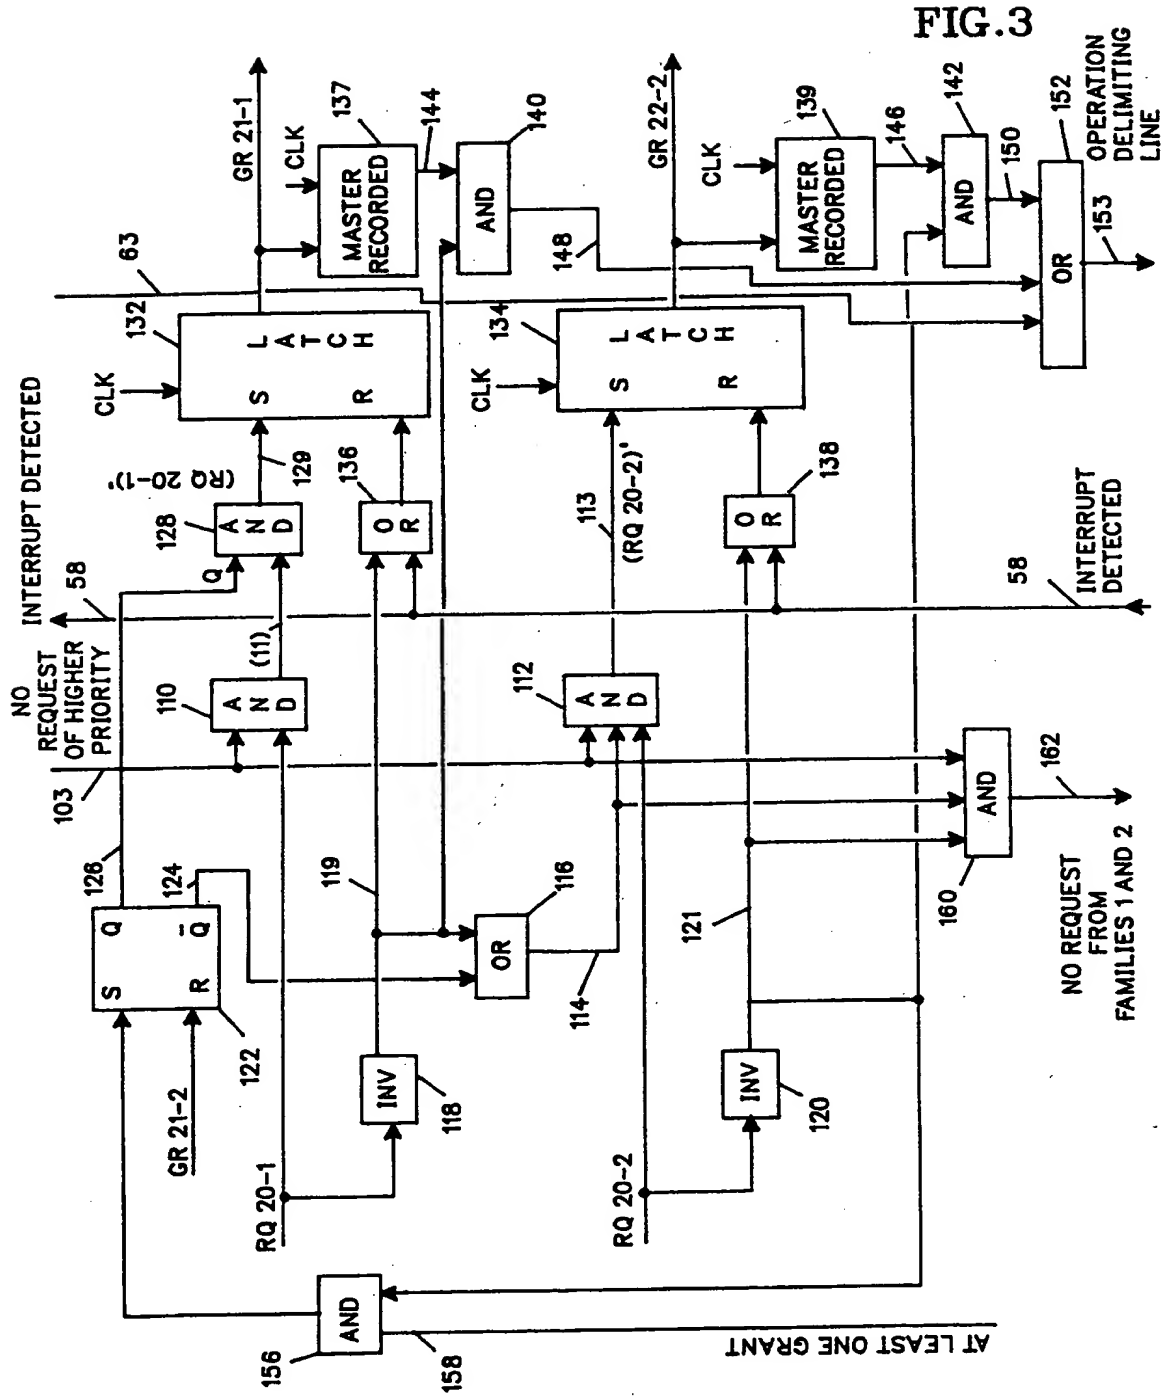 FIG.3
NO
REQUEST
OF HIGHER
PRIORITY
INTERRUPT DETECTED
58
103
126
S
Q
Q
R
124
122
GR 21-2
110
A
N
D
(11)
Q
128
A
N
D
(RQ 20-1)'
129
CLK
132
S
R
L
A
T
C
H
63
GR 21-1
CLK
MASTER
RECORDED
137
144
AND
140
RQ 20-1
INV
118
119
136
O
R
OR
116
114
112
A
N
D
113
(RQ 20-2)'
CLK
134
S
R
L
A
T
C
H
148
GR 22-2
CLK
MASTER
RECORDED
139
146
AND
142
150
RQ 20-2
INV
120
121
O
R
138
58
INTERRUPT
DETECTED
OR
152
153
OPERATION
DELIMITING
LINE
AND
160
162
NO REQUEST
FROM
FAMILIES 1 AND 2
156
AND
158
AT LEAST ONE GRANT